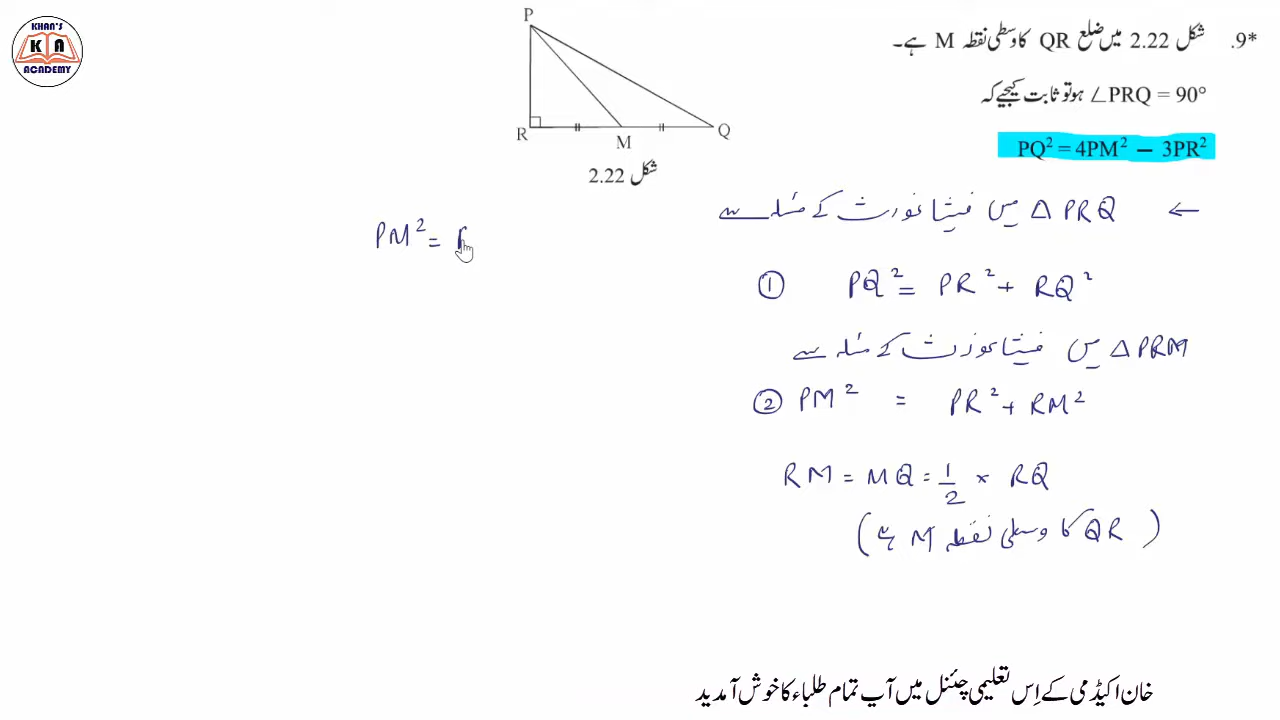 KHAN'S
K A
ACADEMY
*9. شکل 2.22 میں ضلع QR کا وسطی نقطہ M ہے۔
∠PRQ = 90° ہو تو ثابت کیجیے کہ
PQ² = 4PM² − 3PR²
P
R
M
Q
شکل 2.22
← △ PRQ میں فیثا غورث کے مسئلہ سے
① PQ² = PR² + RQ²
△ PRM میں فیثا غورث کے مسئلہ سے
② PM² = PR² + RM²
RM = MQ = 1/2 × RQ
(QR کا وسطی نقطہ M ہے)
PM² =
خان اکیڈمی کے اِس تعلیمی چینل میں آپ تمام طلباء کا خوش آمدید